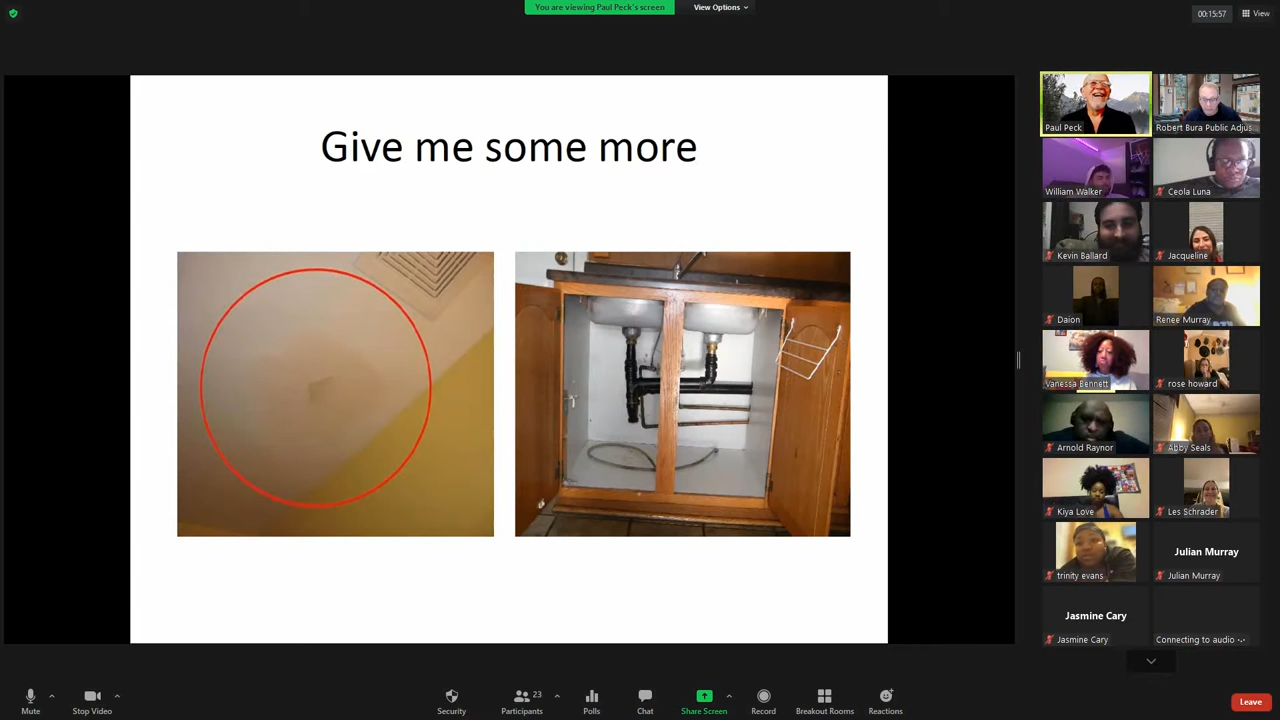 You are viewing Paul Peck's screen
View Options
00:15:57
View
Give me some more
Paul Peck
Robert Bura Public Adjus...
William Walker
Ceola Luna
Kevin Ballard
Jacqueline
Daion
Renee Murray
Vanessa Bennett
rose howard
Arnold Raynor
Abby Seals
Kiya Love
Les Schrader
trinity evans
Julian Murray
Julian Murray
Jasmine Cary
Jasmine Cary
Connecting to audio
Mute
Stop Video
Security
23
Participants
Polls
Chat
Share Screen
Record
Breakout Rooms
Reactions
Leave